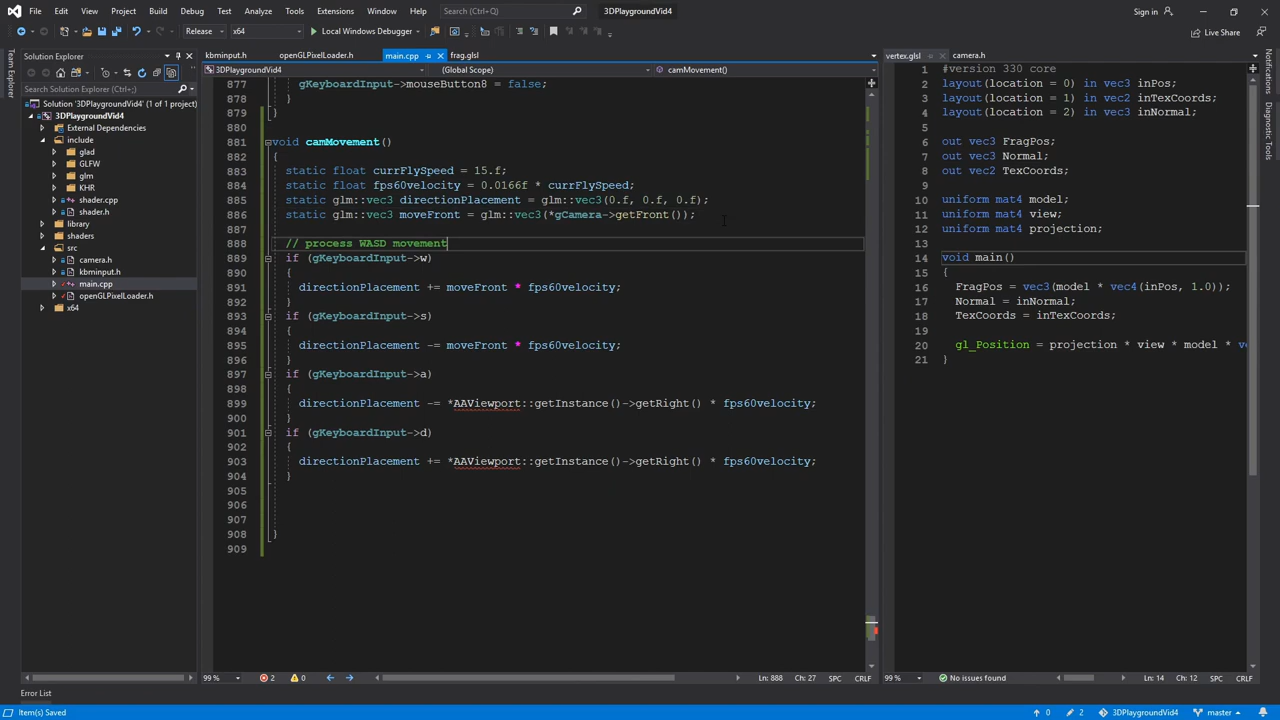 File Edit View Project Build Debug Test Analyze Tools Extensions Window Help Search (Ctrl+Q) 3DPlaygroundVid4 Sign in
Release x64 Local Windows Debugger Live Share
Team Explorer
Solution Explorer
Search Solution Explorer (Ctrl+;)
Solution '3DPlaygroundVid4' (1 of 1 project)
3DPlaygroundVid4
External Dependencies
include
glad
GLFW
glm
KHR
shader.cpp
shader.h
library
shaders
src
camera.h
kbminput.h
main.cpp
openGLPixelLoader.h
x64
kbminput.h openGLPixelLoader.h main.cpp frag.glsl
3DPlaygroundVid4 (Global Scope) camMovement()
877 gKeyboardInput->mouseButton8 = false;
878 }
879 }
880
881 void camMovement()
882 {
883 static float currFlySpeed = 15.f;
884 static float fps60velocity = 0.0166f * currFlySpeed;
885 static glm::vec3 directionPlacement = glm::vec3(0.f, 0.f, 0.f);
886 static glm::vec3 moveFront = glm::vec3(*gCamera->getFront());
887
888 // process WASD movement
889 if (gKeyboardInput->w)
890 {
891 directionPlacement += moveFront * fps60velocity;
892 }
893 if (gKeyboardInput->s)
894 {
895 directionPlacement -= moveFront * fps60velocity;
896 }
897 if (gKeyboardInput->a)
898 {
899 directionPlacement -= *AAViewport::getInstance()->getRight() * fps60velocity;
900 }
901 if (gKeyboardInput->d)
902 {
903 directionPlacement += *AAViewport::getInstance()->getRight() * fps60velocity;
904 }
905
906
907
908 }
909
99 % 2 0 Ln: 888 Ch: 27 SPC CRLF
vertex.glsl camera.h
1 #version 330 core
2 layout(location = 0) in vec3 inPos;
3 layout(location = 1) in vec2 inTexCoords;
4 layout(location = 2) in vec3 inNormal;
5
6 out vec3 FragPos;
7 out vec3 Normal;
8 out vec2 TexCoords;
9
10 uniform mat4 model;
11 uniform mat4 view;
12 uniform mat4 projection;
13
14 void main()
15 {
16 FragPos = vec3(model * vec4(inPos, 1.0));
17 Normal = inNormal;
18 TexCoords = inTexCoords;
19
20 gl_Position = projection * view * model * ve
21 }
99 % No issues found Ln: 14 Ch: 12 SPC CRLF
Notifications
Diagnostic Tools
Error List
Item(s) Saved 0 2 3DPlaygroundVid4 master